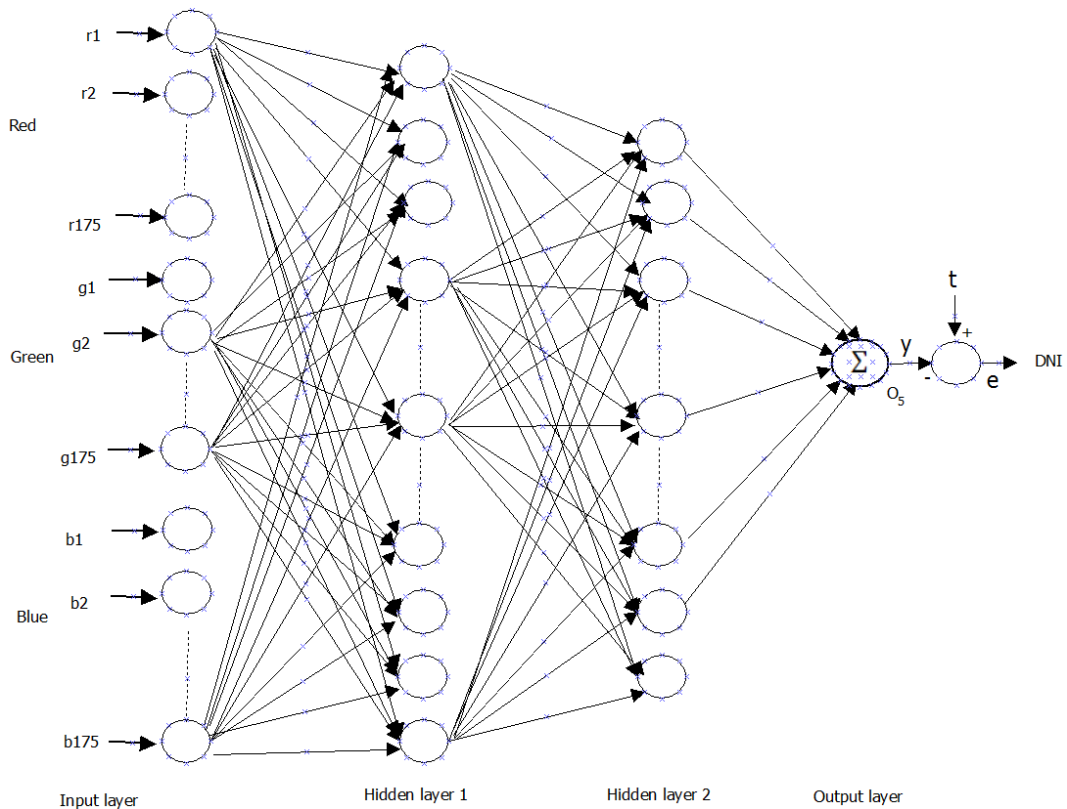 r1
r2
Red
r175
g1
g2
Green
g175
b1
b2
Blue
b175
t
+
Σ
y
-
e
DNI
O5
Input layer
Hidden layer 1
Hidden layer 2
Output layer